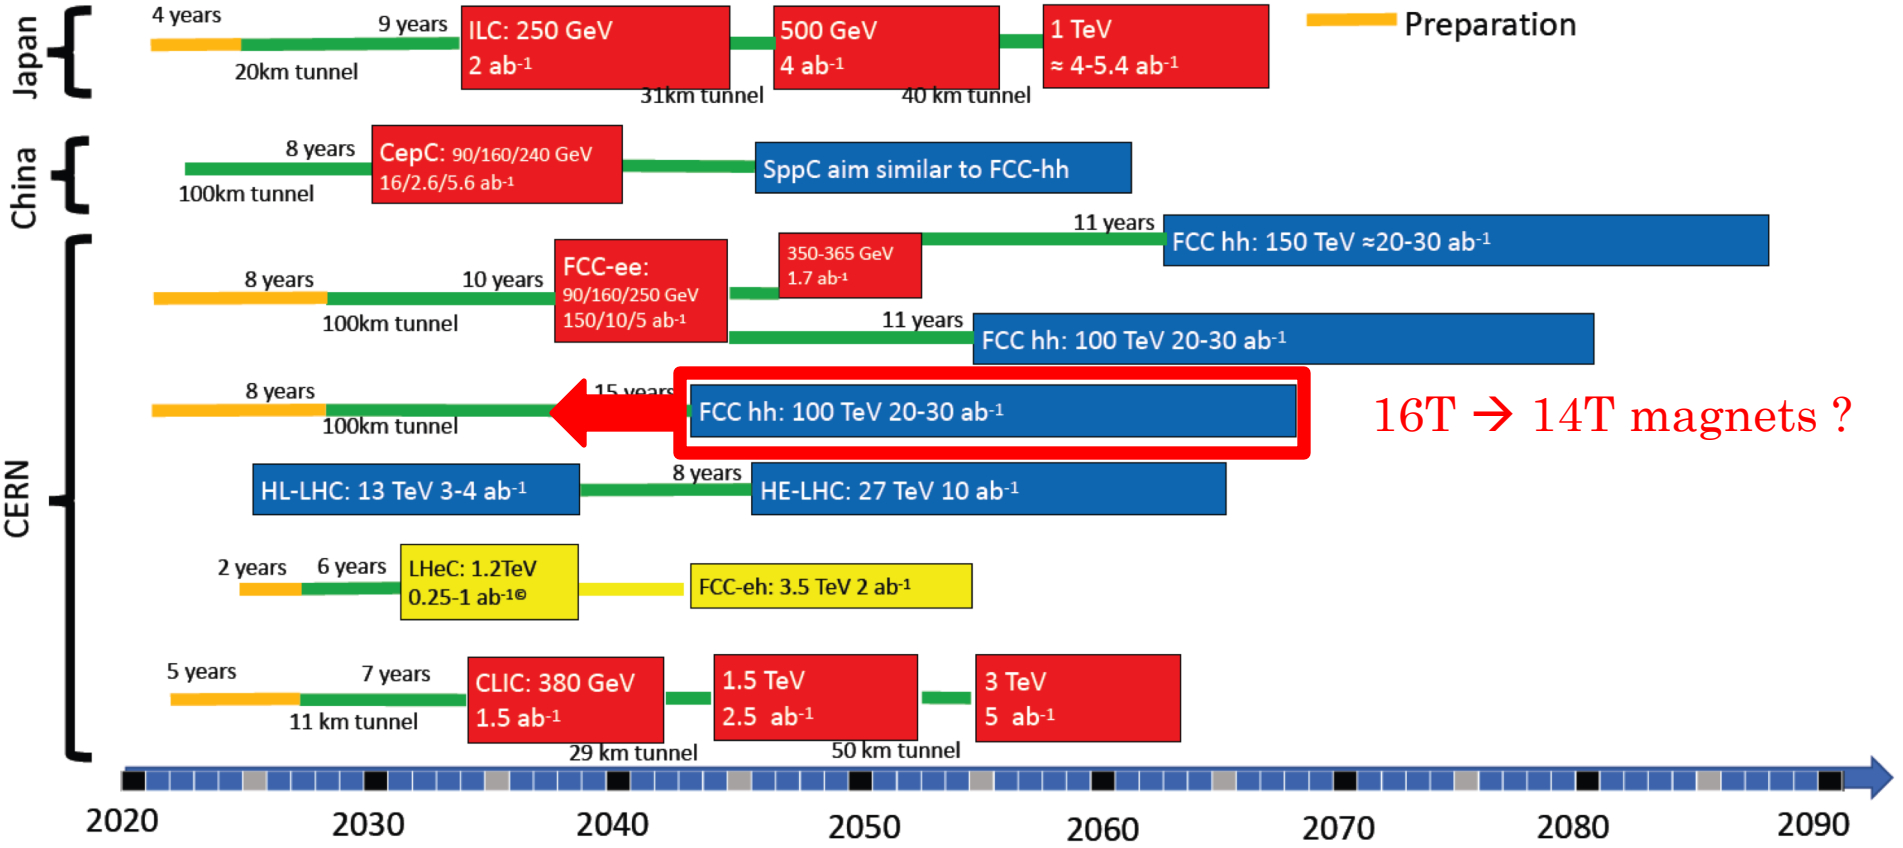 Preparation
Japan
4 years
9 years
20km tunnel
ILC: 250 GeV
2 ab-1
31km tunnel
500 GeV
4 ab-1
40 km tunnel
1 TeV
≈ 4-5.4 ab-1
China
8 years
100km tunnel
CepC: 90/160/240 GeV
16/2.6/5.6 ab-1
SppC aim similar to FCC-hh
CERN
8 years
10 years
100km tunnel
FCC-ee:
90/160/250 GeV
150/10/5 ab-1
350-365 GeV
1.7 ab-1
11 years
FCC hh: 150 TeV ≈20-30 ab-1
11 years
FCC hh: 100 TeV 20-30 ab-1
8 years
100km tunnel
15 years
FCC hh: 100 TeV 20-30 ab-1
16T → 14T magnets ?
HL-LHC: 13 TeV 3-4 ab-1
8 years
HE-LHC: 27 TeV 10 ab-1
2 years
6 years
LHeC: 1.2TeV
0.25-1 ab-1©
FCC-eh: 3.5 TeV 2 ab-1
5 years
7 years
11 km tunnel
CLIC: 380 GeV
1.5 ab-1
29 km tunnel
1.5 TeV
2.5 ab-1
50 km tunnel
3 TeV
5 ab-1
2020 2030 2040 2050 2060 2070 2080 2090